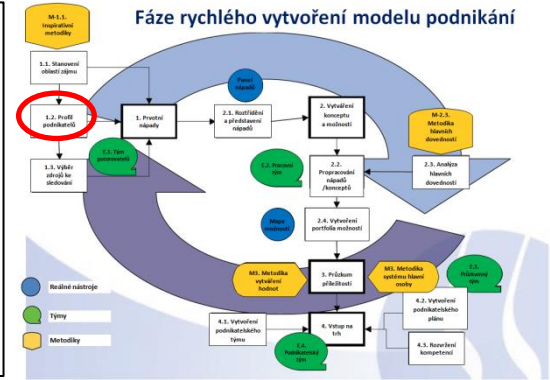 Fáze rychlého vytvoření modelu podnikání
M-1.1.
Inspirativní
metodiky
1.1. Stanovení
oblastí zájmu
1.2. Profil
podnikatelů
1.3. Výběr
zdrojů ke
sledování
1. Prvotní
nápady
E.1. Tým
pozorovatelů
Panel
nápadů
2.1. Roztřídění
a představení
nápadů
2. Vytváření
konceptu
a možností
M-2.3.
Metodika
hlavních
dovedností
E.2. Pracovní
tým
2.2.
Propracování
nápadů
/konceptů
2.3. Analýza
hlavních
dovedností
Mapa
možností
2.4. Vytvoření
portfolia možností
M3. Metodika
vytváření
hodnot
3. Průzkum
příležitostí
M3. Metodika
systému hlavní
osoby
E.3.
Průzkumný
tým
4.1. Vytvoření
podnikatelského
týmu
E.4.
Podnikatelský
tým
4. Vstup na
trh
4.2. Vytvoření
podnikatelského
plánu
4.3. Rozvržení
kompetencí
Reálné nástroje
Týmy
Metodiky